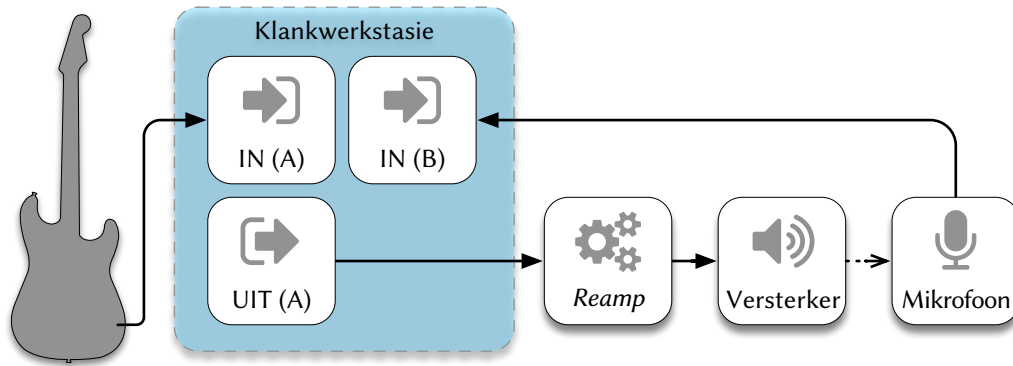 Klankwerkstasie
IN (A)
IN (B)
UIT (A)
Reamp
Versterker
Mikrofoon